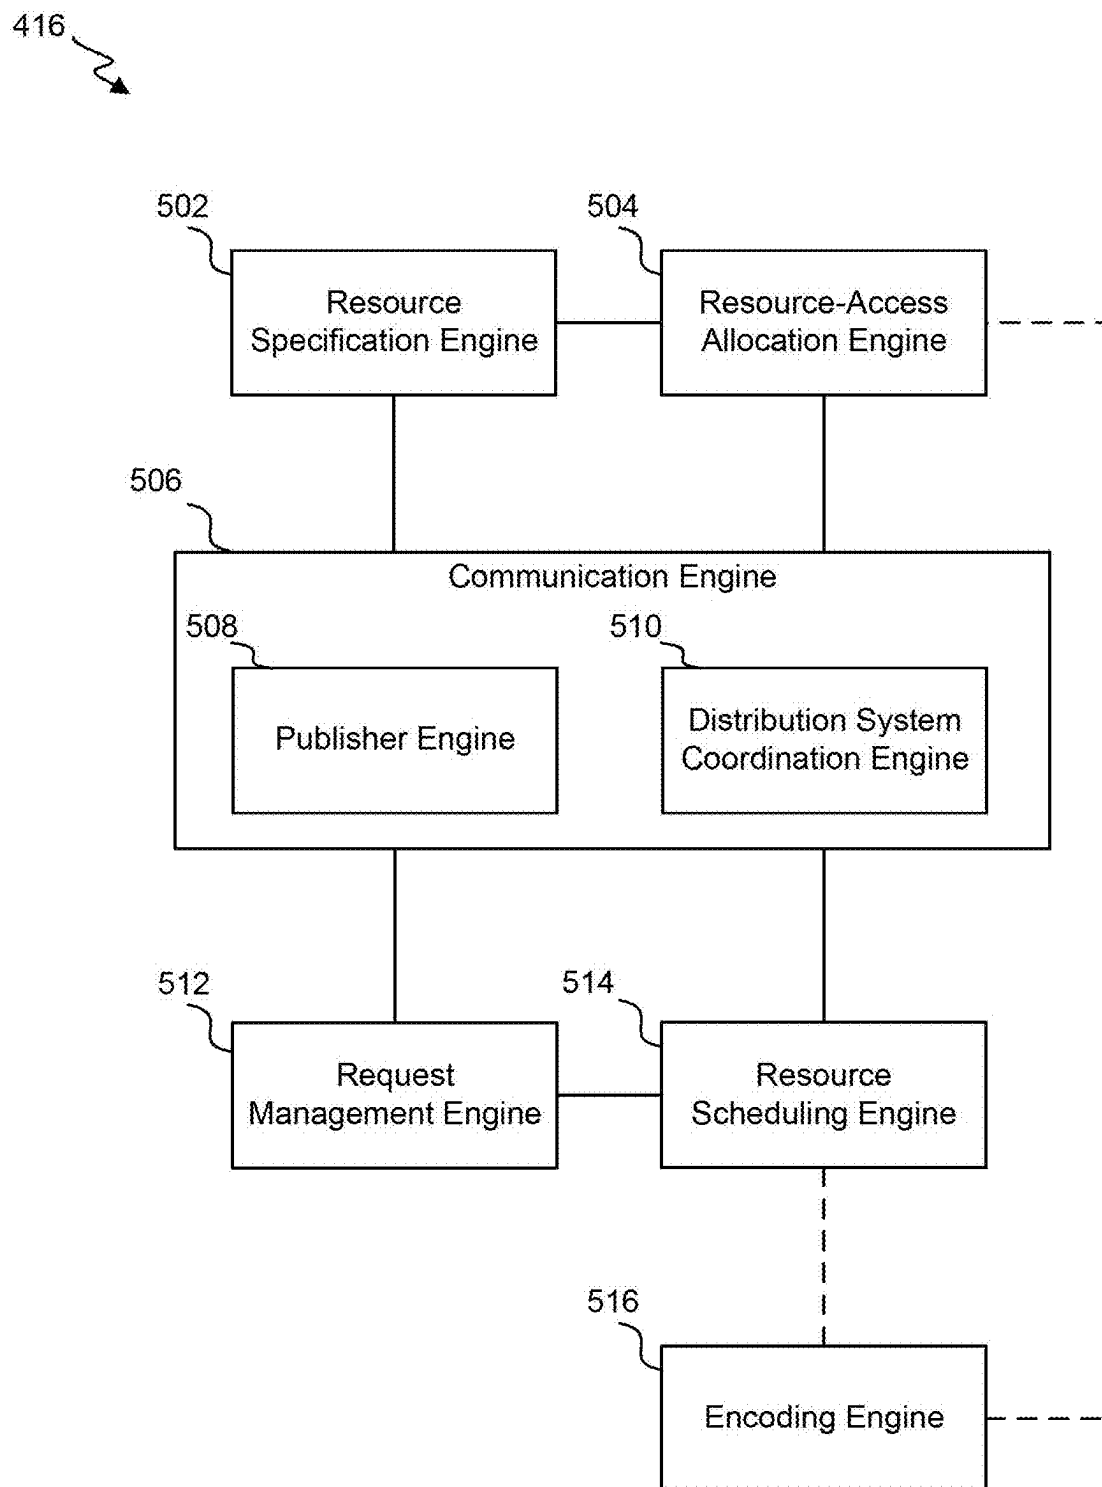 416
502
504
Resource
Specification Engine
Resource-Access
Allocation Engine
506
Communication Engine
508
510
Publisher Engine
Distribution System
Coordination Engine
512
514
Request
Management Engine
Resource
Scheduling Engine
516
Encoding Engine